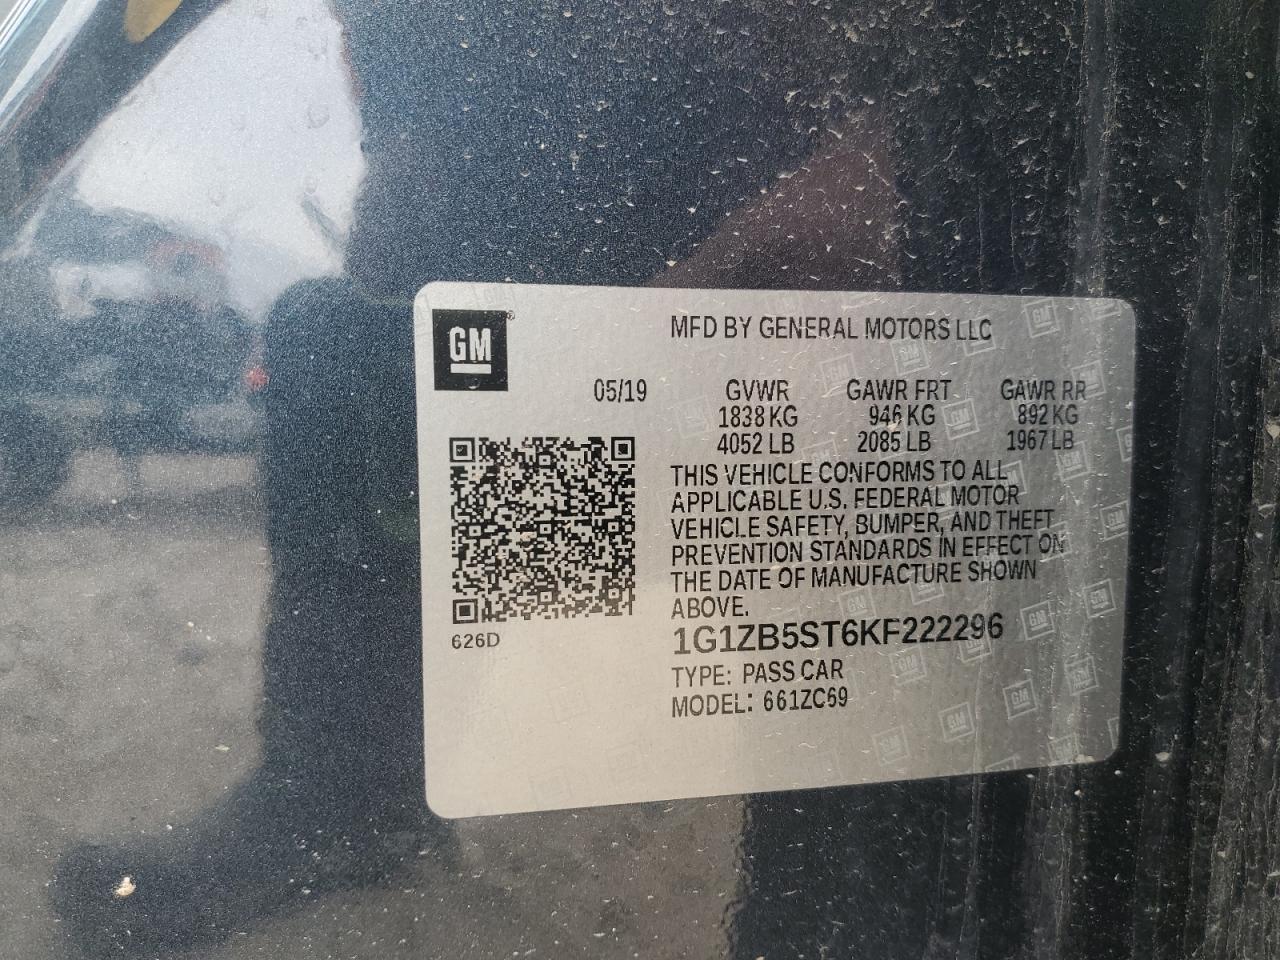 GM
MFD BY GENERAL MOTORS LLC
05/19 GVWR GAWR FRT GAWR RR
1838 KG 946 KG 892 KG
4052 LB 2085 LB 1967 LB
THIS VEHICLE CONFORMS TO ALL
APPLICABLE U.S. FEDERAL MOTOR
VEHICLE SAFETY, BUMPER, AND THEFT
PREVENTION STANDARDS IN EFFECT ON
THE DATE OF MANUFACTURE SHOWN
ABOVE.
626D
1G1ZB5ST6KF222296
TYPE: PASS CAR
MODEL: 661ZC69